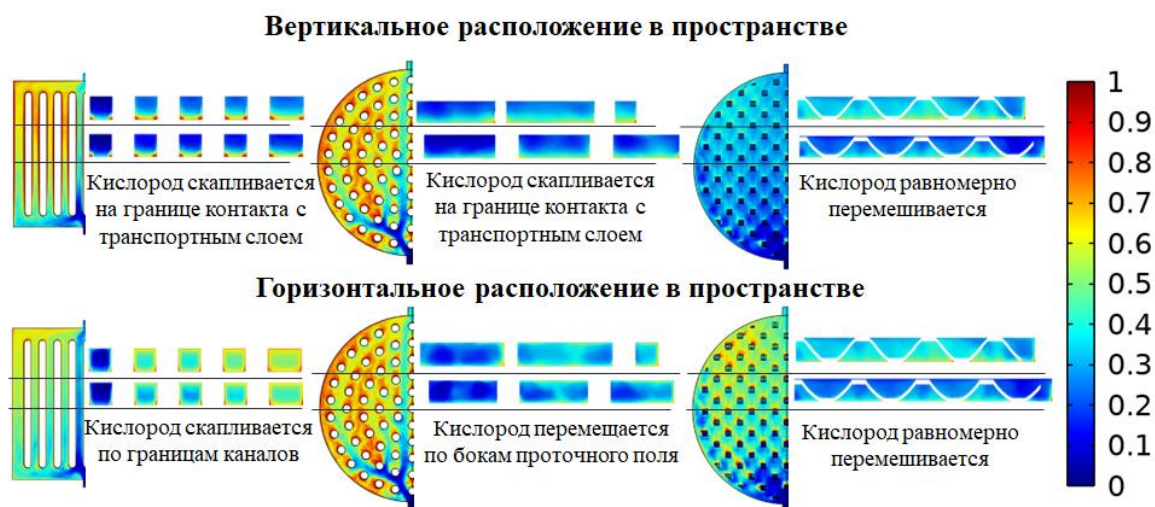 Вертикальное расположение в пространстве
Кислород скапливается
на границе контакта с
транспортным слоем
Кислород скапливается
на границе контакта с
транспортным слоем
Кислород равномерно
перемешивается
Горизонтальное расположение в пространстве
Кислород скапливается
по границам каналов
Кислород перемещается
по бокам проточного поля
Кислород равномерно
перемешивается
1
0.9
0.8
0.7
0.6
0.5
0.4
0.3
0.2
0.1
0